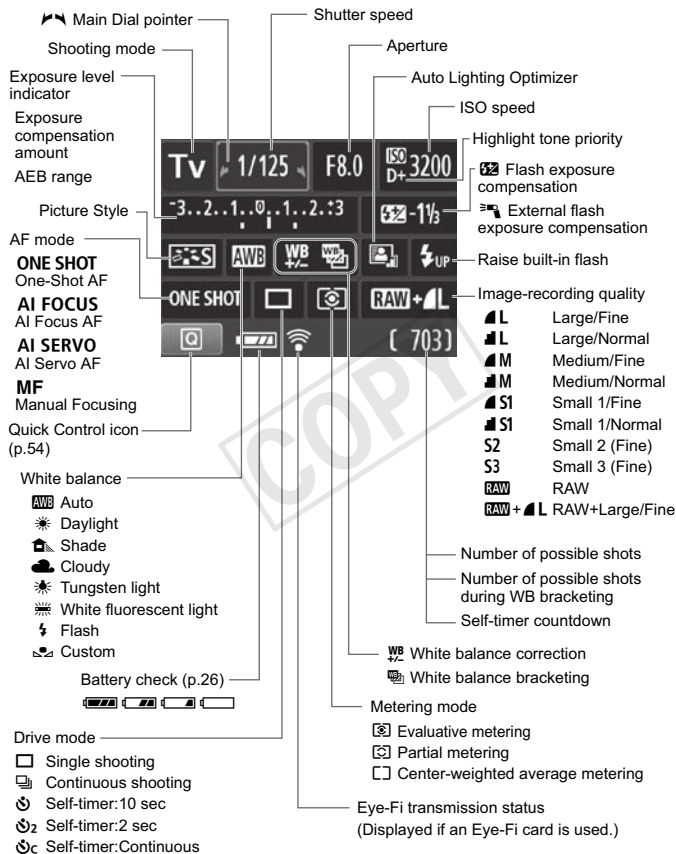 Main Dial pointer
Shutter speed
Shooting mode
Aperture
Exposure level
indicator
Auto Lighting Optimizer
ISO speed
Exposure
compensation
amount
Highlight tone priority
AEB range
Flash exposure
compensation
External flash
exposure compensation
Tv 1/125 F8.0 ISO D+ 3200
-3..2..1..0..1..2.:+3 -1⅓
Picture Style
S AWB WB +/- WB UP
Raise built-in flash
AF mode
ONE SHOT
One-Shot AF
AI FOCUS
AI Focus AF
AI SERVO
AI Servo AF
MF
Manual Focusing
ONE SHOT RAW+L
Q [ 703]
COPY
Image-recording quality
L Large/Fine
L Large/Normal
M Medium/Fine
M Medium/Normal
S1 Small 1/Fine
S1 Small 1/Normal
S2 Small 2 (Fine)
S3 Small 3 (Fine)
RAW RAW
RAW+L RAW+Large/Fine
Quick Control icon
(p.54)
White balance
AWB Auto
Daylight
Shade
Cloudy
Tungsten light
White fluorescent light
Flash
Custom
Number of possible shots
Number of possible shots
during WB bracketing
Self-timer countdown
WB +/- White balance correction
WB White balance bracketing
Battery check (p.26)
Metering mode
Evaluative metering
Partial metering
Center-weighted average metering
Drive mode
Single shooting
Continuous shooting
Self-timer:10 sec
2 Self-timer:2 sec
C Self-timer:Continuous
Eye-Fi transmission status
(Displayed if an Eye-Fi card is used.)